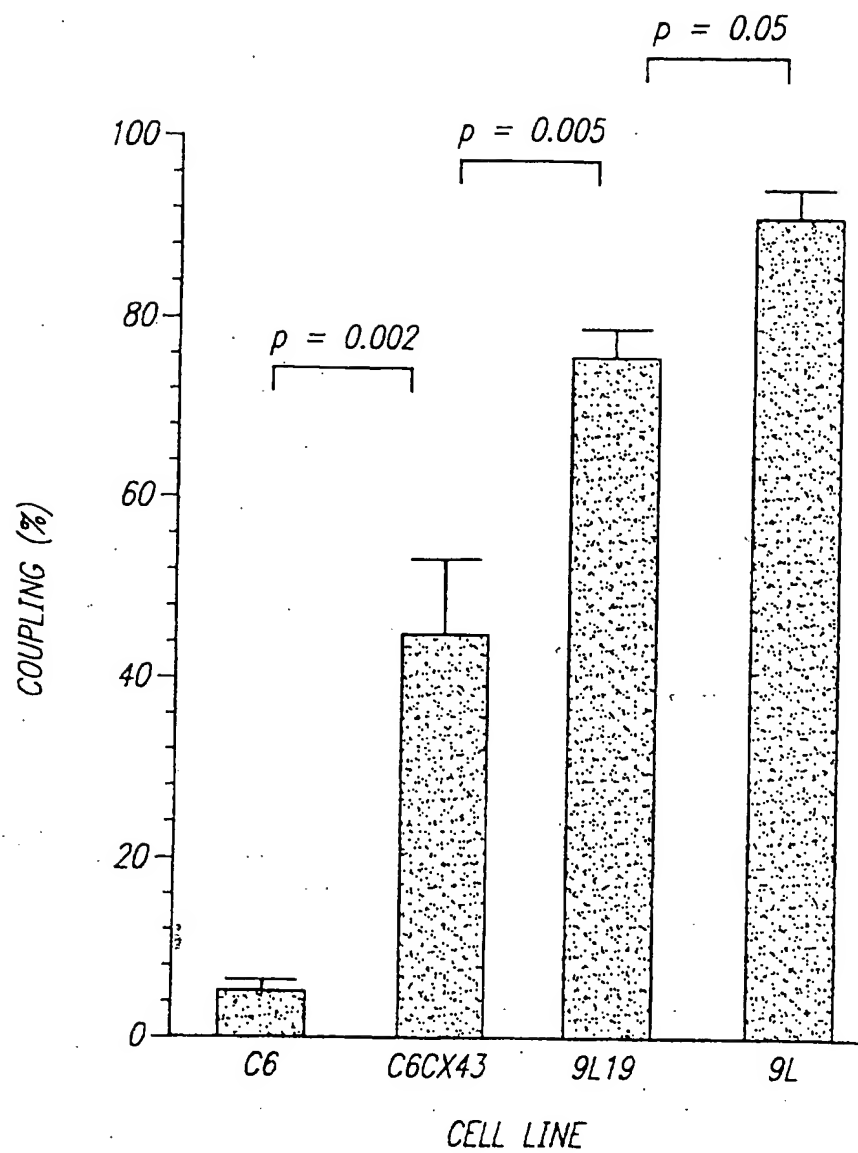 p = 0.05
p = 0.005
p = 0.002
100
80
60
40
20
0
COUPLING (%)
C6 C6CX43 9L19 9L
CELL LINE